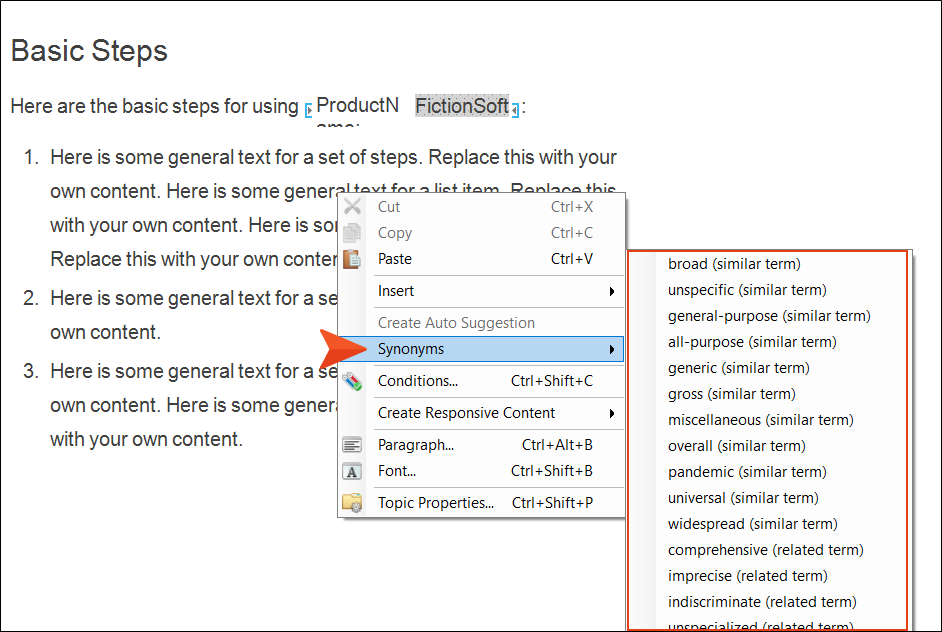 Basic Steps
Here are the basic steps for using ProductN FictionSoft:
ame:
1. Here is some general text for a set of steps. Replace this with your
own content. Here is some general text for a list item. Replace this
with your own content. Here is so
Replace this with your own conter
2. Here is some general text for a se
own content.
3. Here is some general text for a se
own content. Here is some genera
with your own content.
Cut Ctrl+X
Copy Ctrl+C
Paste Ctrl+V
Insert
Create Auto Suggestion
Synonyms
Conditions... Ctrl+Shift+C
Create Responsive Content
Paragraph... Ctrl+Alt+B
Font... Ctrl+Shift+B
Topic Properties... Ctrl+Shift+P
broad (similar term)
unspecific (similar term)
general-purpose (similar term)
all-purpose (similar term)
generic (similar term)
gross (similar term)
miscellaneous (similar term)
overall (similar term)
pandemic (similar term)
universal (similar term)
widespread (similar term)
comprehensive (related term)
imprecise (related term)
indiscriminate (related term)
unspecialized (related term)